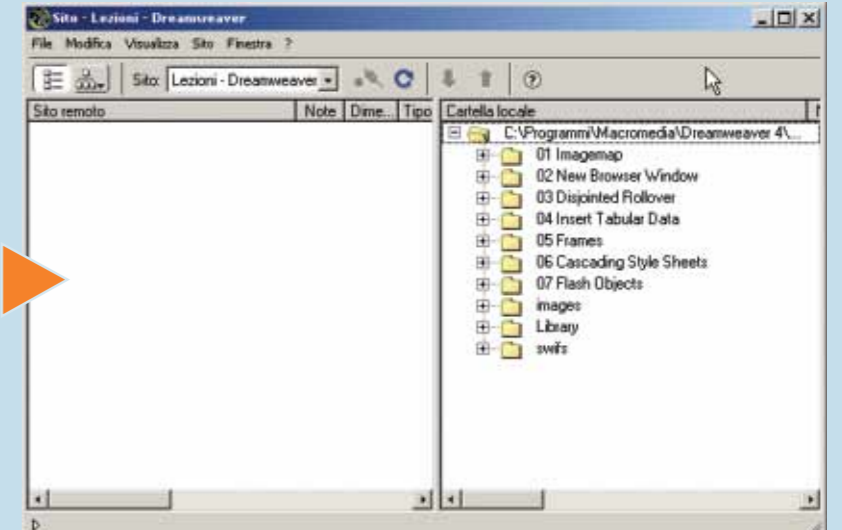 Sito - Lezioni - Dreamweaver
File Modifica Visualizza Sito Finestra ?
Sito: Lezioni - Dreamweaver
Sito remoto Note Dime... Tipo Cartella locale
C:\Programmi\Macromedia\Dreamweaver 4\...
01 Imagemap
02 New Browser Window
03 Disjointed Rollover
04 Insert Tabular Data
05 Frames
06 Cascading Style Sheets
07 Flash Objects
images
Library
swfs